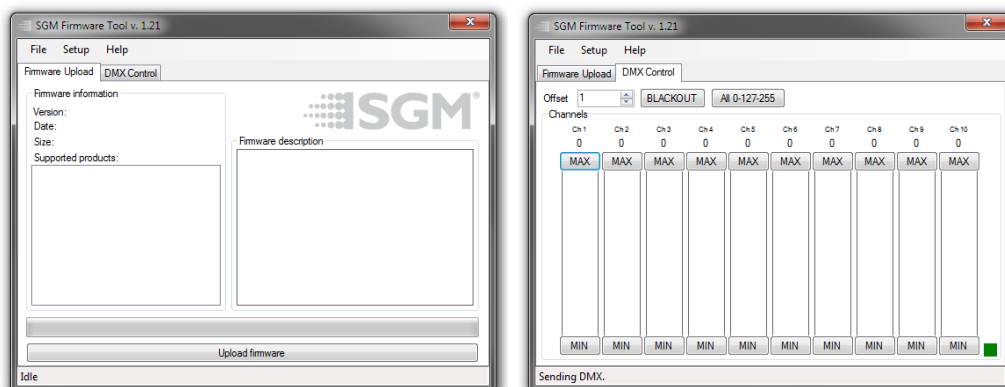 SGM Firmware Tool v. 1.21
File Setup Help
Firmware Upload DMX Control
Firmware information
Version:
Date:
Size:
Supported products:
SGM
Firmware description
Upload firmware
Idle
SGM Firmware Tool v. 1.21
File Setup Help
Firmware Upload DMX Control
Offset 1 BLACKOUT All 0-127-255
Channels
Ch 1 Ch 2 Ch 3 Ch 4 Ch 5 Ch 6 Ch 7 Ch 8 Ch 9 Ch 10
0 0 0 0 0 0 0 0 0 0
MAX MAX MAX MAX MAX MAX MAX MAX MAX MAX
MIN MIN MIN MIN MIN MIN MIN MIN MIN MIN
Sending DMX.